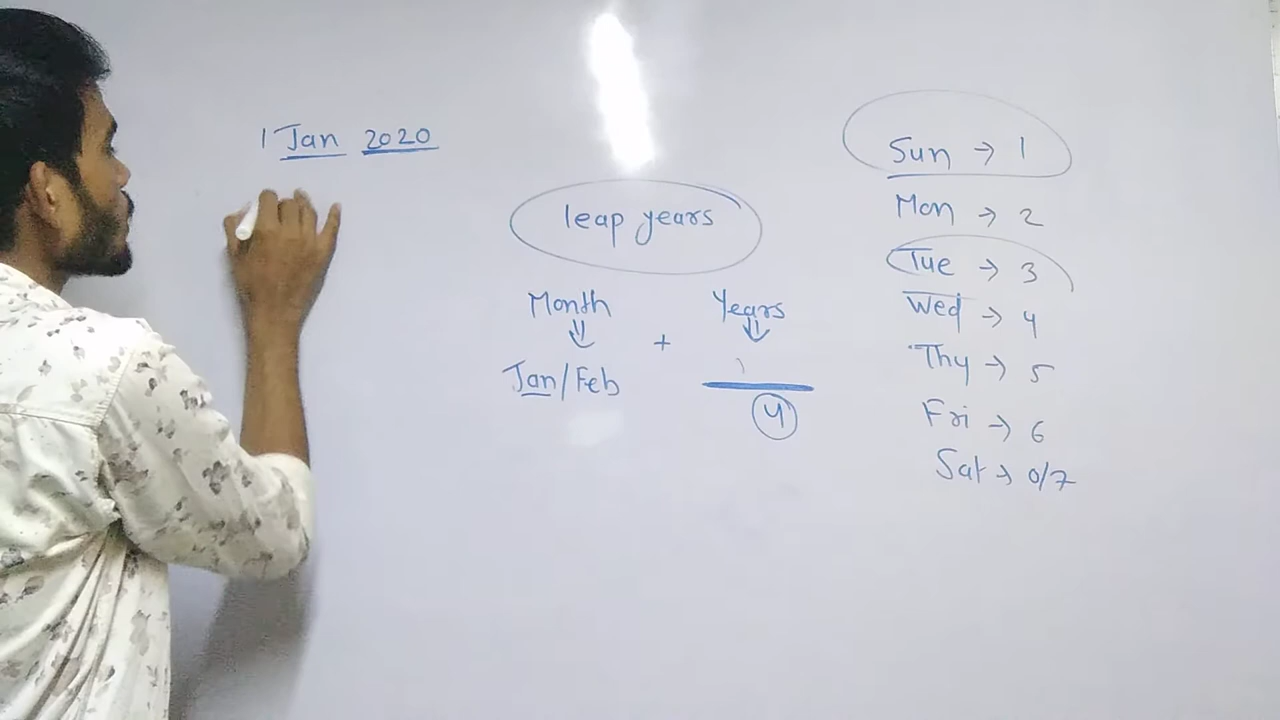 1 Jan 2020
leap years
Month + Years
Jan/Feb
4
Sun → 1
Mon → 2
Tue → 3
Wed → 4
Thy → 5
Fri → 6
Sat → 0/7